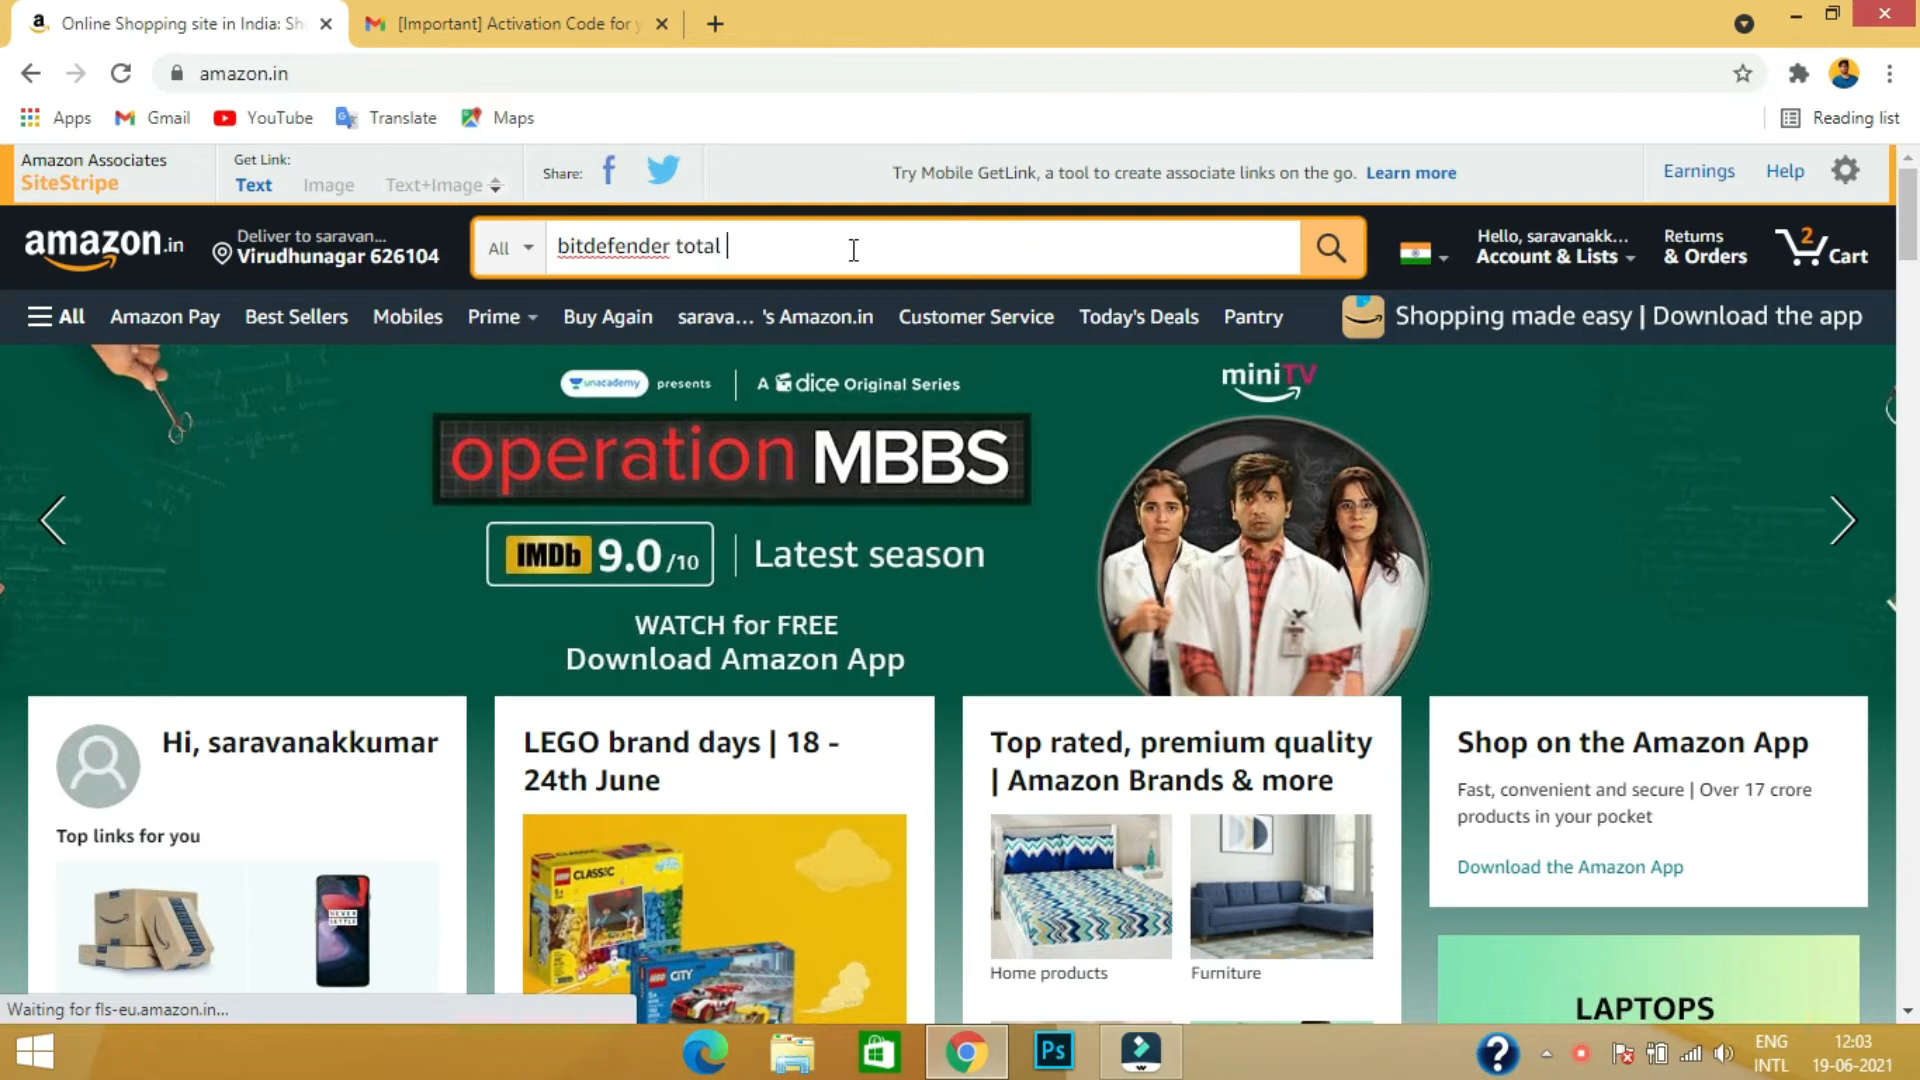 Online Shopping site in India: Sh
[Important] Activation Code for y
amazon.in
Apps
Gmail
YouTube
Translate
Maps
Reading list
Amazon Associates
SiteStripe
Get Link:
Text
Image
Text+Image
Share:
Try Mobile GetLink, a tool to create associate links on the go. Learn more
Earnings
Help
amazon.in
Deliver to saravan...
Virudhunagar 626104
All
bitdefender total
Hello, saravanakk...
Account & Lists
Returns
& Orders
2
Cart
All
Amazon Pay
Best Sellers
Mobiles
Prime
Buy Again
sarava... 's Amazon.in
Customer Service
Today's Deals
Pantry
Shopping made easy | Download the app
unacademy presents
A dice Original Series
miniTV
operation MBBS
IMDb 9.0/10
Latest season
WATCH for FREE
Download Amazon App
Hi, saravanakkumar
Top links for you
LEGO brand days | 18 -
24th June
Top rated, premium quality
| Amazon Brands & more
Home products
Furniture
Shop on the Amazon App
Fast, convenient and secure | Over 17 crore
products in your pocket
Download the Amazon App
LEGO CLASSIC
LEGO CITY
NEVER
SETTLE
LAPTOPS
Waiting for fls-eu.amazon.in...
Ps
ENG
INTL
12:03
19-06-2021